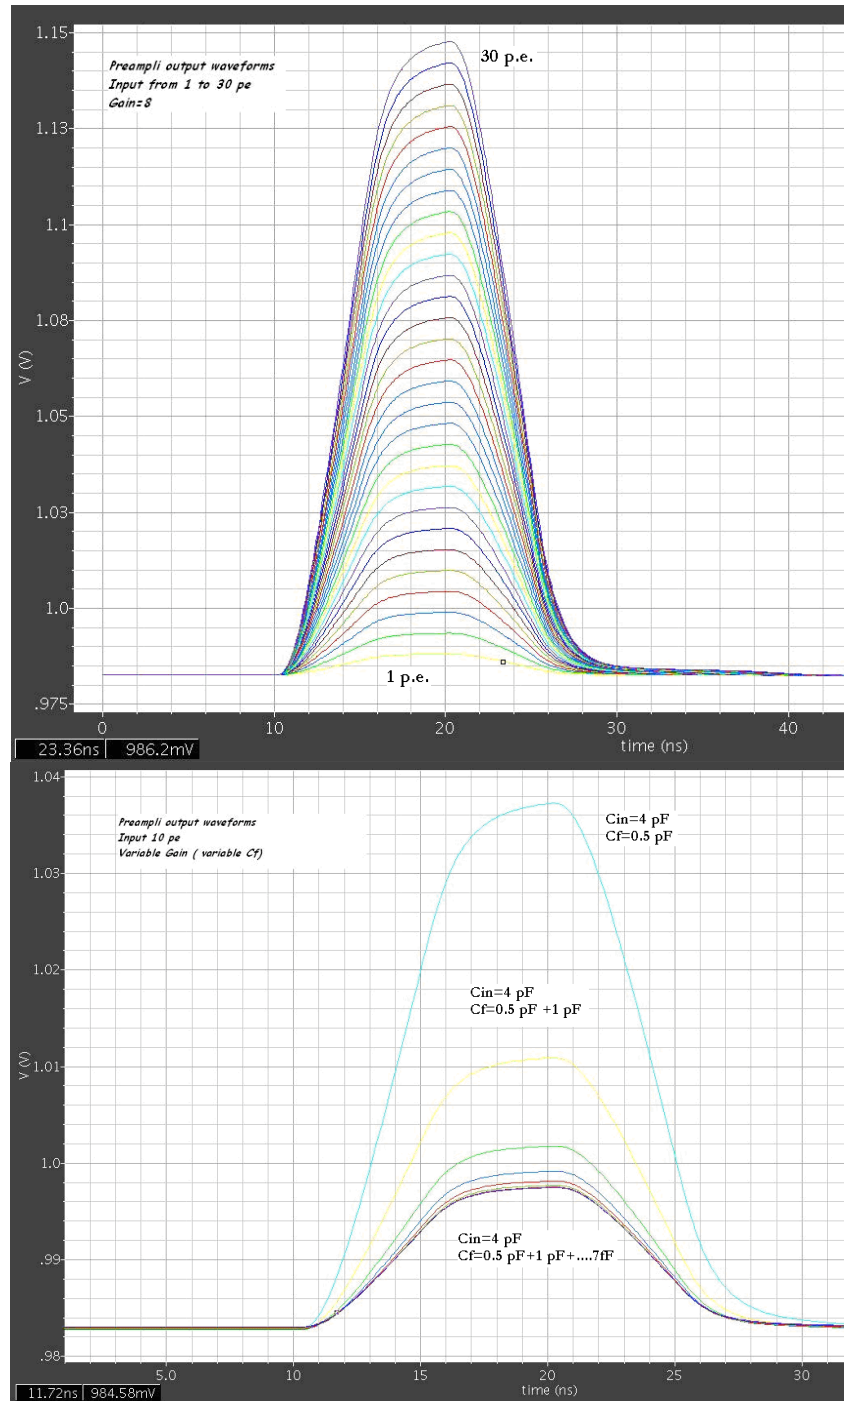 1.15
Preampli output waveforms
Input from 1 to 30 pe
Gain=8
30 p.e.
1.13
1.1
1.08
V (V)
1.05
1.03
1.0
1 p.e.
.975
0
10
20
30
40
time (ns)
23.36ns
986.2mV
1.04
Preampli output waveforms
Input 10 pe
Variable Gain ( variable Cf)
Cin=4 pF
Cf=0.5 pF
1.03
1.02
Cin=4 pF
Cf=0.5 pF +1 pF
V (V)
1.01
1.0
Cin=4 pF
Cf=0.5 pF+1 pF+....7fF
.99
.98
5.0
10
15
20
25
30
time (ns)
11.72ns
984.58mV